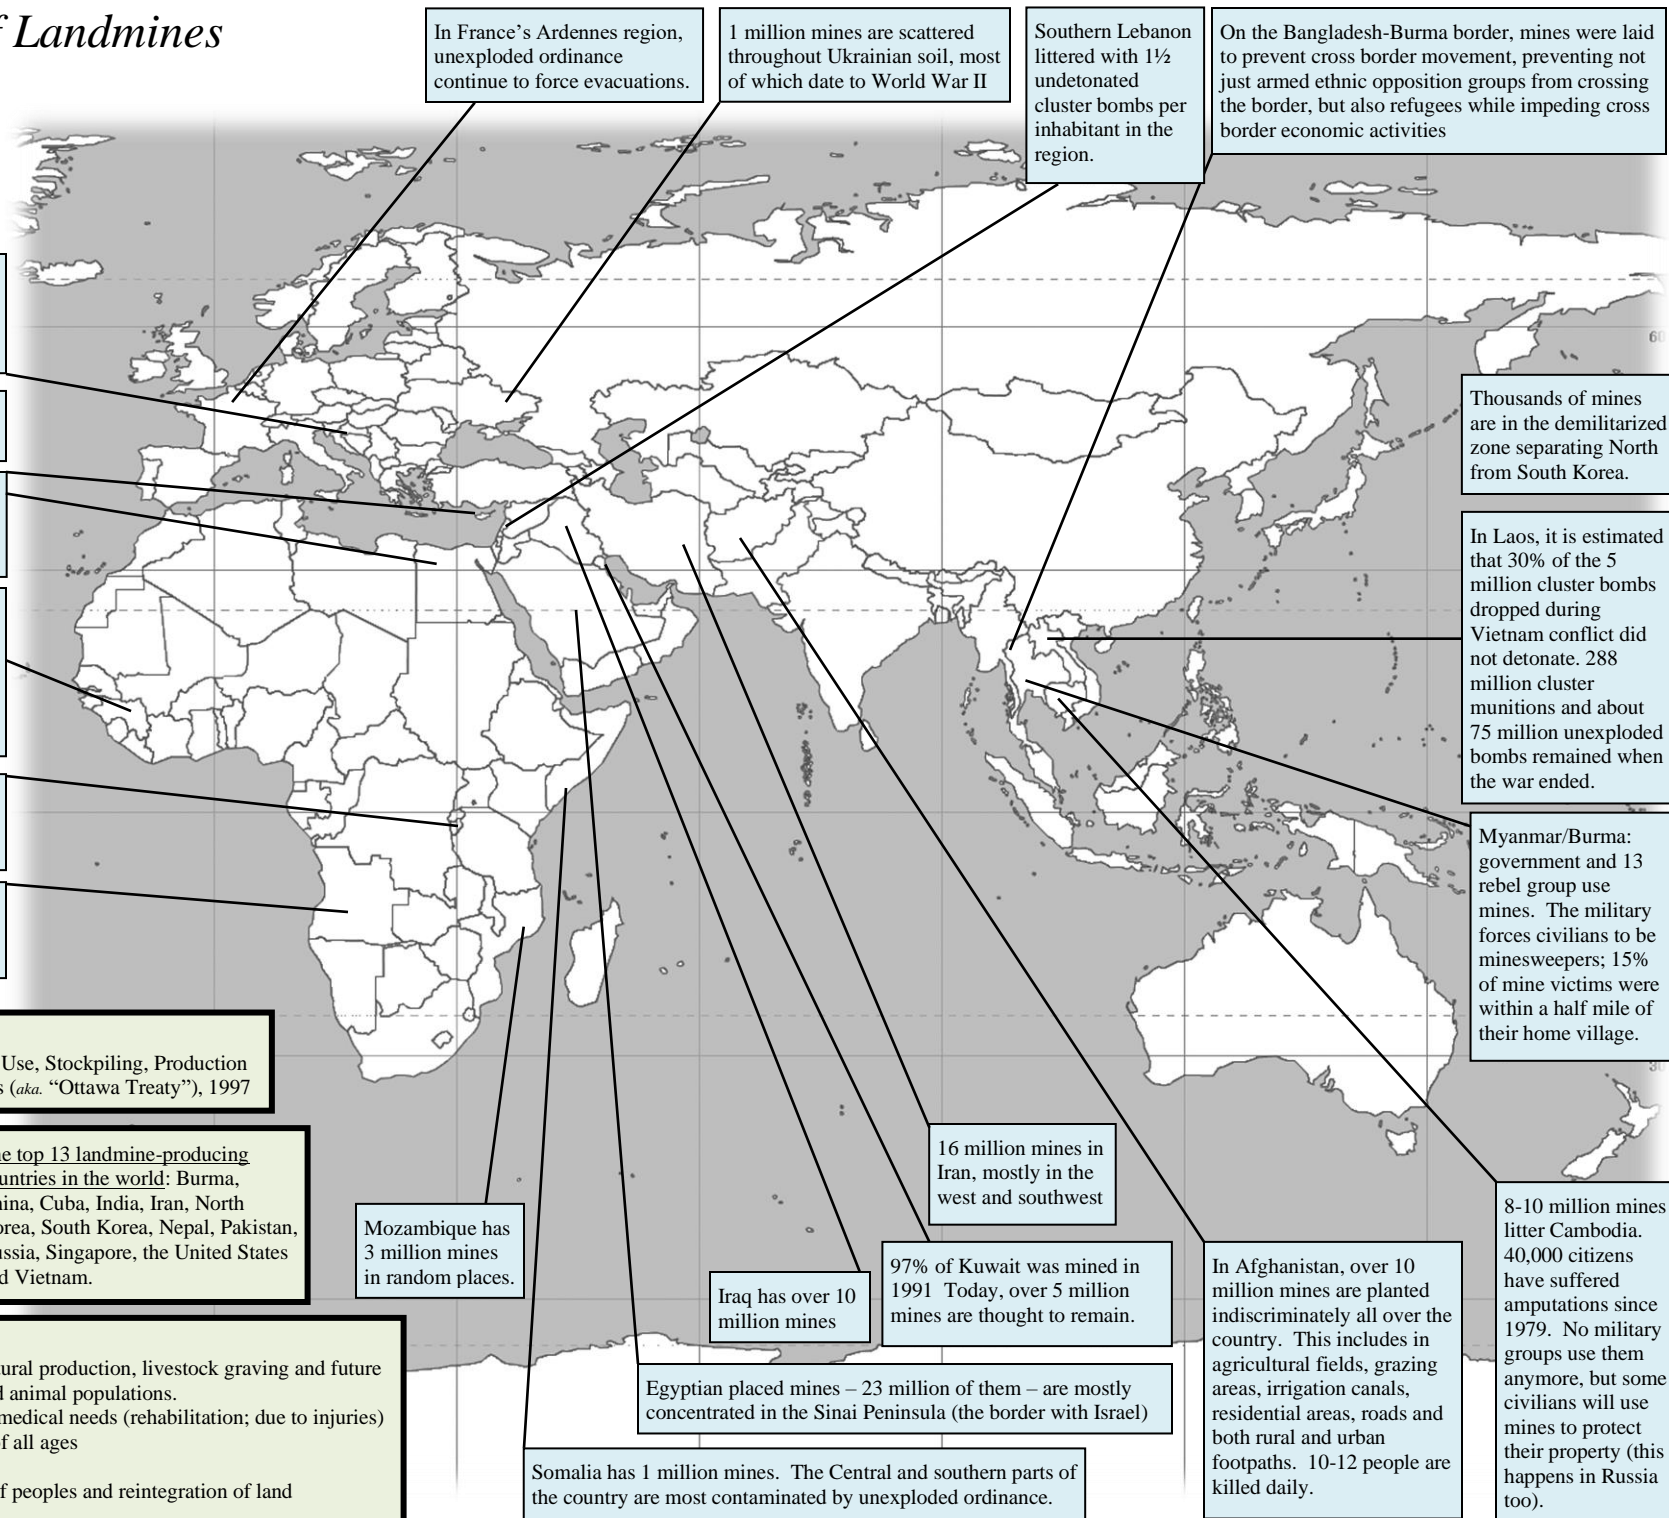 f Landmines
In France’s Ardennes region,
unexploded ordinance
continue to force evacuations.
1 million mines are scattered
throughout Ukrainian soil, most
of which date to World War II
Southern Lebanon
littered with 1½
undetonated
cluster bombs per
inhabitant in the
region.
On the Bangladesh-Burma border, mines were laid
to prevent cross border movement, preventing not
just armed ethnic opposition groups from crossing
the border, but also refugees while impeding cross
border economic activities
60
Thousands of mines
are in the demilitarized
zone separating North
from South Korea.
In Laos, it is estimated
that 30% of the 5
million cluster bombs
dropped during
Vietnam conflict did
not detonate. 288
million cluster
munitions and about
75 million unexploded
bombs remained when
the war ended.
Myanmar/Burma:
government and 13
rebel group use
mines. The military
forces civilians to be
minesweepers; 15%
of mine victims were
within a half mile of
their home village.
30
Use, Stockpiling, Production
s (aka. “Ottawa Treaty”), 1997
he top 13 landmine-producing
untries in the world: Burma,
ina, Cuba, India, Iran, North
orea, South Korea, Nepal, Pakistan,
ussia, Singapore, the United States
d Vietnam.
tural production, livestock graving and future
d animal populations.
medical needs (rehabilitation; due to injuries)
of all ages
of peoples and reintegration of land
Mozambique has
3 million mines
in random places.
16 million mines in
Iran, mostly in the
west and southwest
Iraq has over 10
million mines
97% of Kuwait was mined in
1991 Today, over 5 million
mines are thought to remain.
Egyptian placed mines – 23 million of them – are mostly
concentrated in the Sinai Peninsula (the border with Israel)
Somalia has 1 million mines. The Central and southern parts of
the country are most contaminated by unexploded ordinance.
In Afghanistan, over 10
million mines are planted
indiscriminately all over the
country. This includes in
agricultural fields, grazing
areas, irrigation canals,
residential areas, roads and
both rural and urban
footpaths. 10-12 people are
killed daily.
8-10 million mines
litter Cambodia.
40,000 citizens
have suffered
amputations since
1979. No military
groups use them
anymore, but some
civilians will use
mines to protect
their property (this
happens in Russia
too).